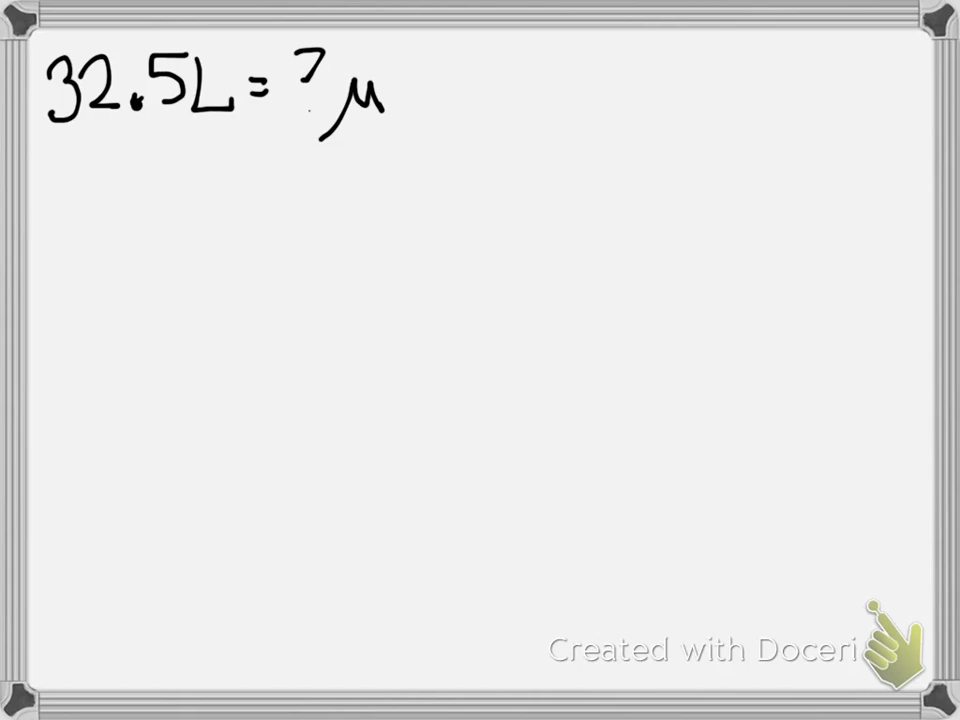 32.5L = ? μ
Created with Doceri